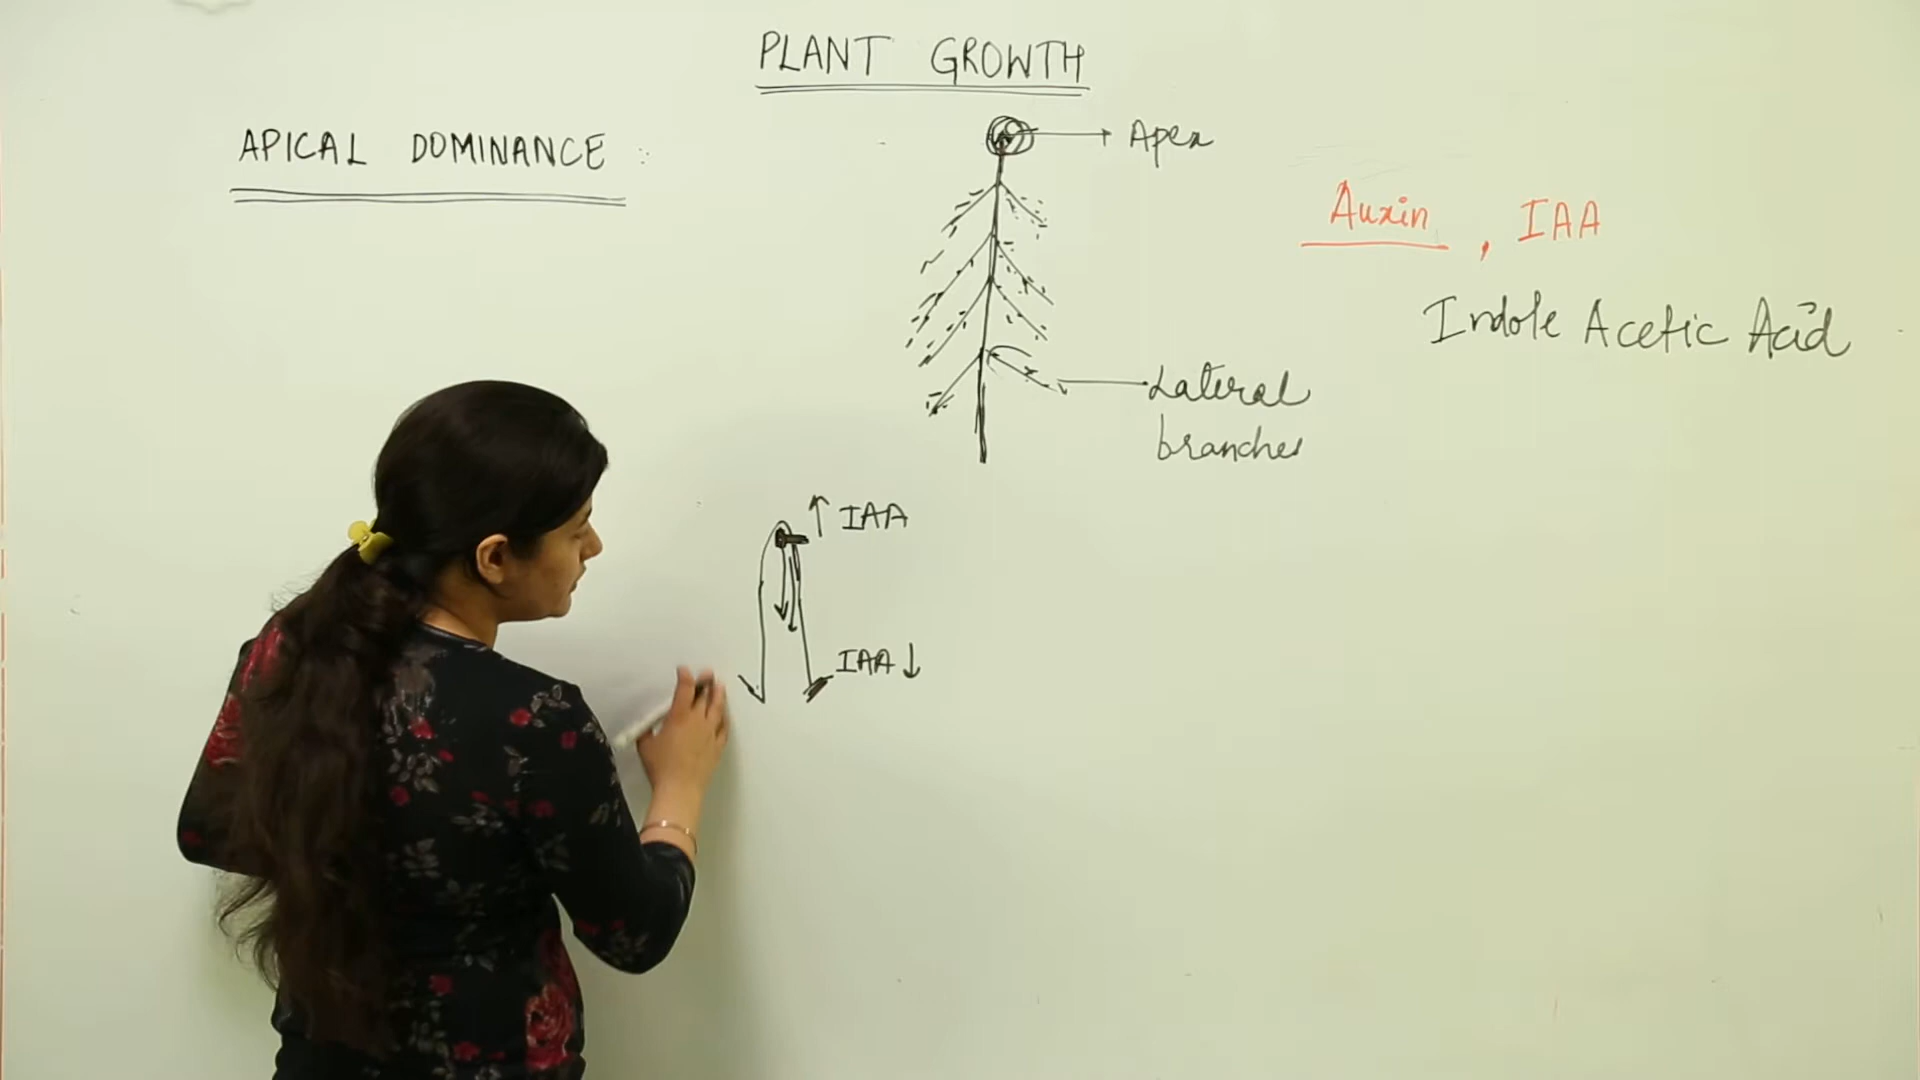 PLANT GROWTH
APICAL DOMINANCE :
Apex
Auxin , IAA
Indole Acetic Acid
Lateral
branches
↑ IAA
IAA ↓